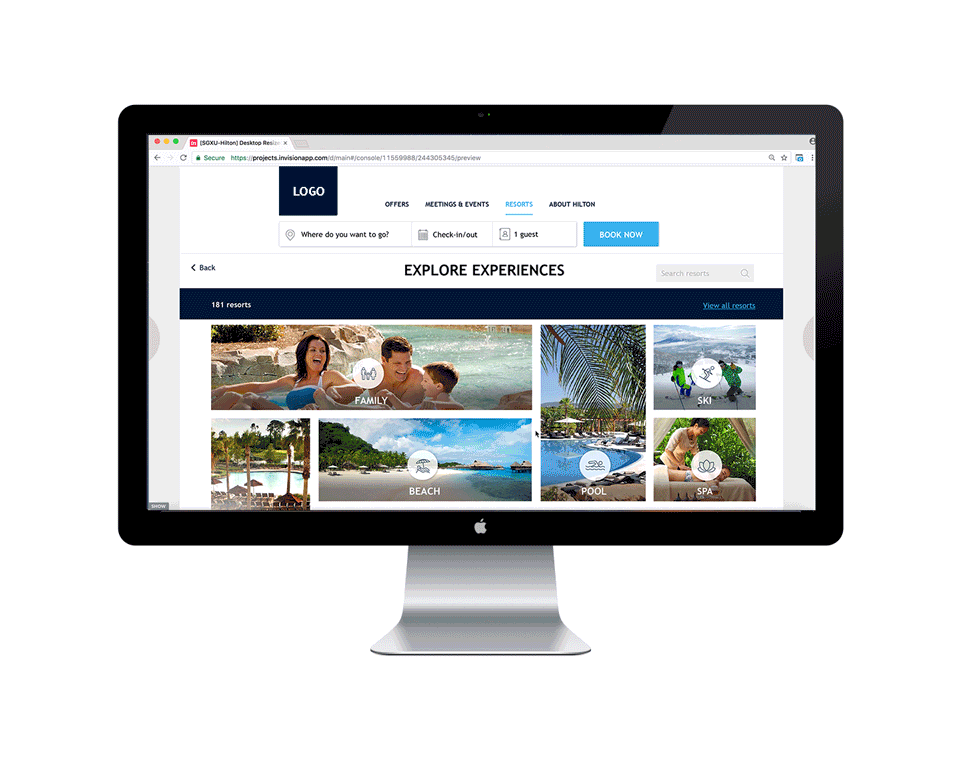 [SGXU-Hilton] Desktop Resiz
Secure https://projects.invisionapp.com/d/main#/console/11559988/244305345/preview
LOGO
OFFERS MEETINGS & EVENTS RESORTS ABOUT HILTON
Where do you want to go? Check-in/out 1 guest BOOK NOW
Back EXPLORE EXPERIENCES Search resorts
181 resorts View all resorts
FAMILY
SKI
BEACH
POOL
SPA
SHOW